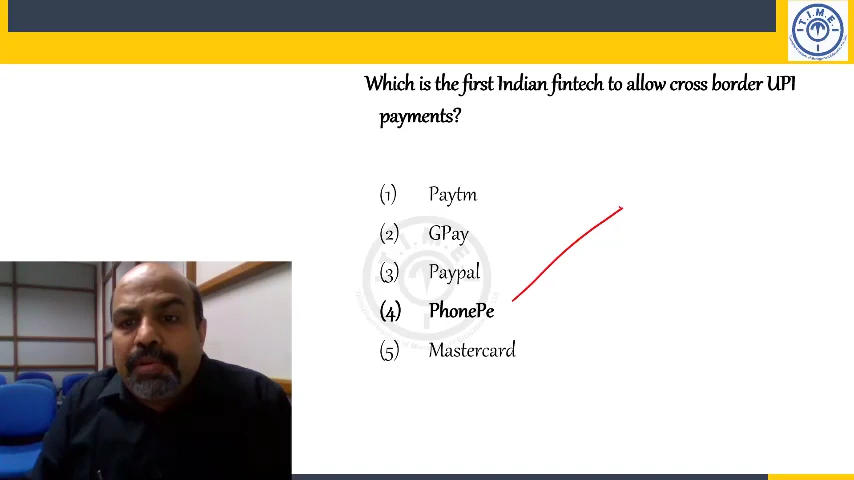 T.I.M.E.
Which is the first Indian fintech to allow cross border UPI
payments?
(1) Paytm
(2) GPay
(3) Paypal
(4) PhonePe
(5) Mastercard